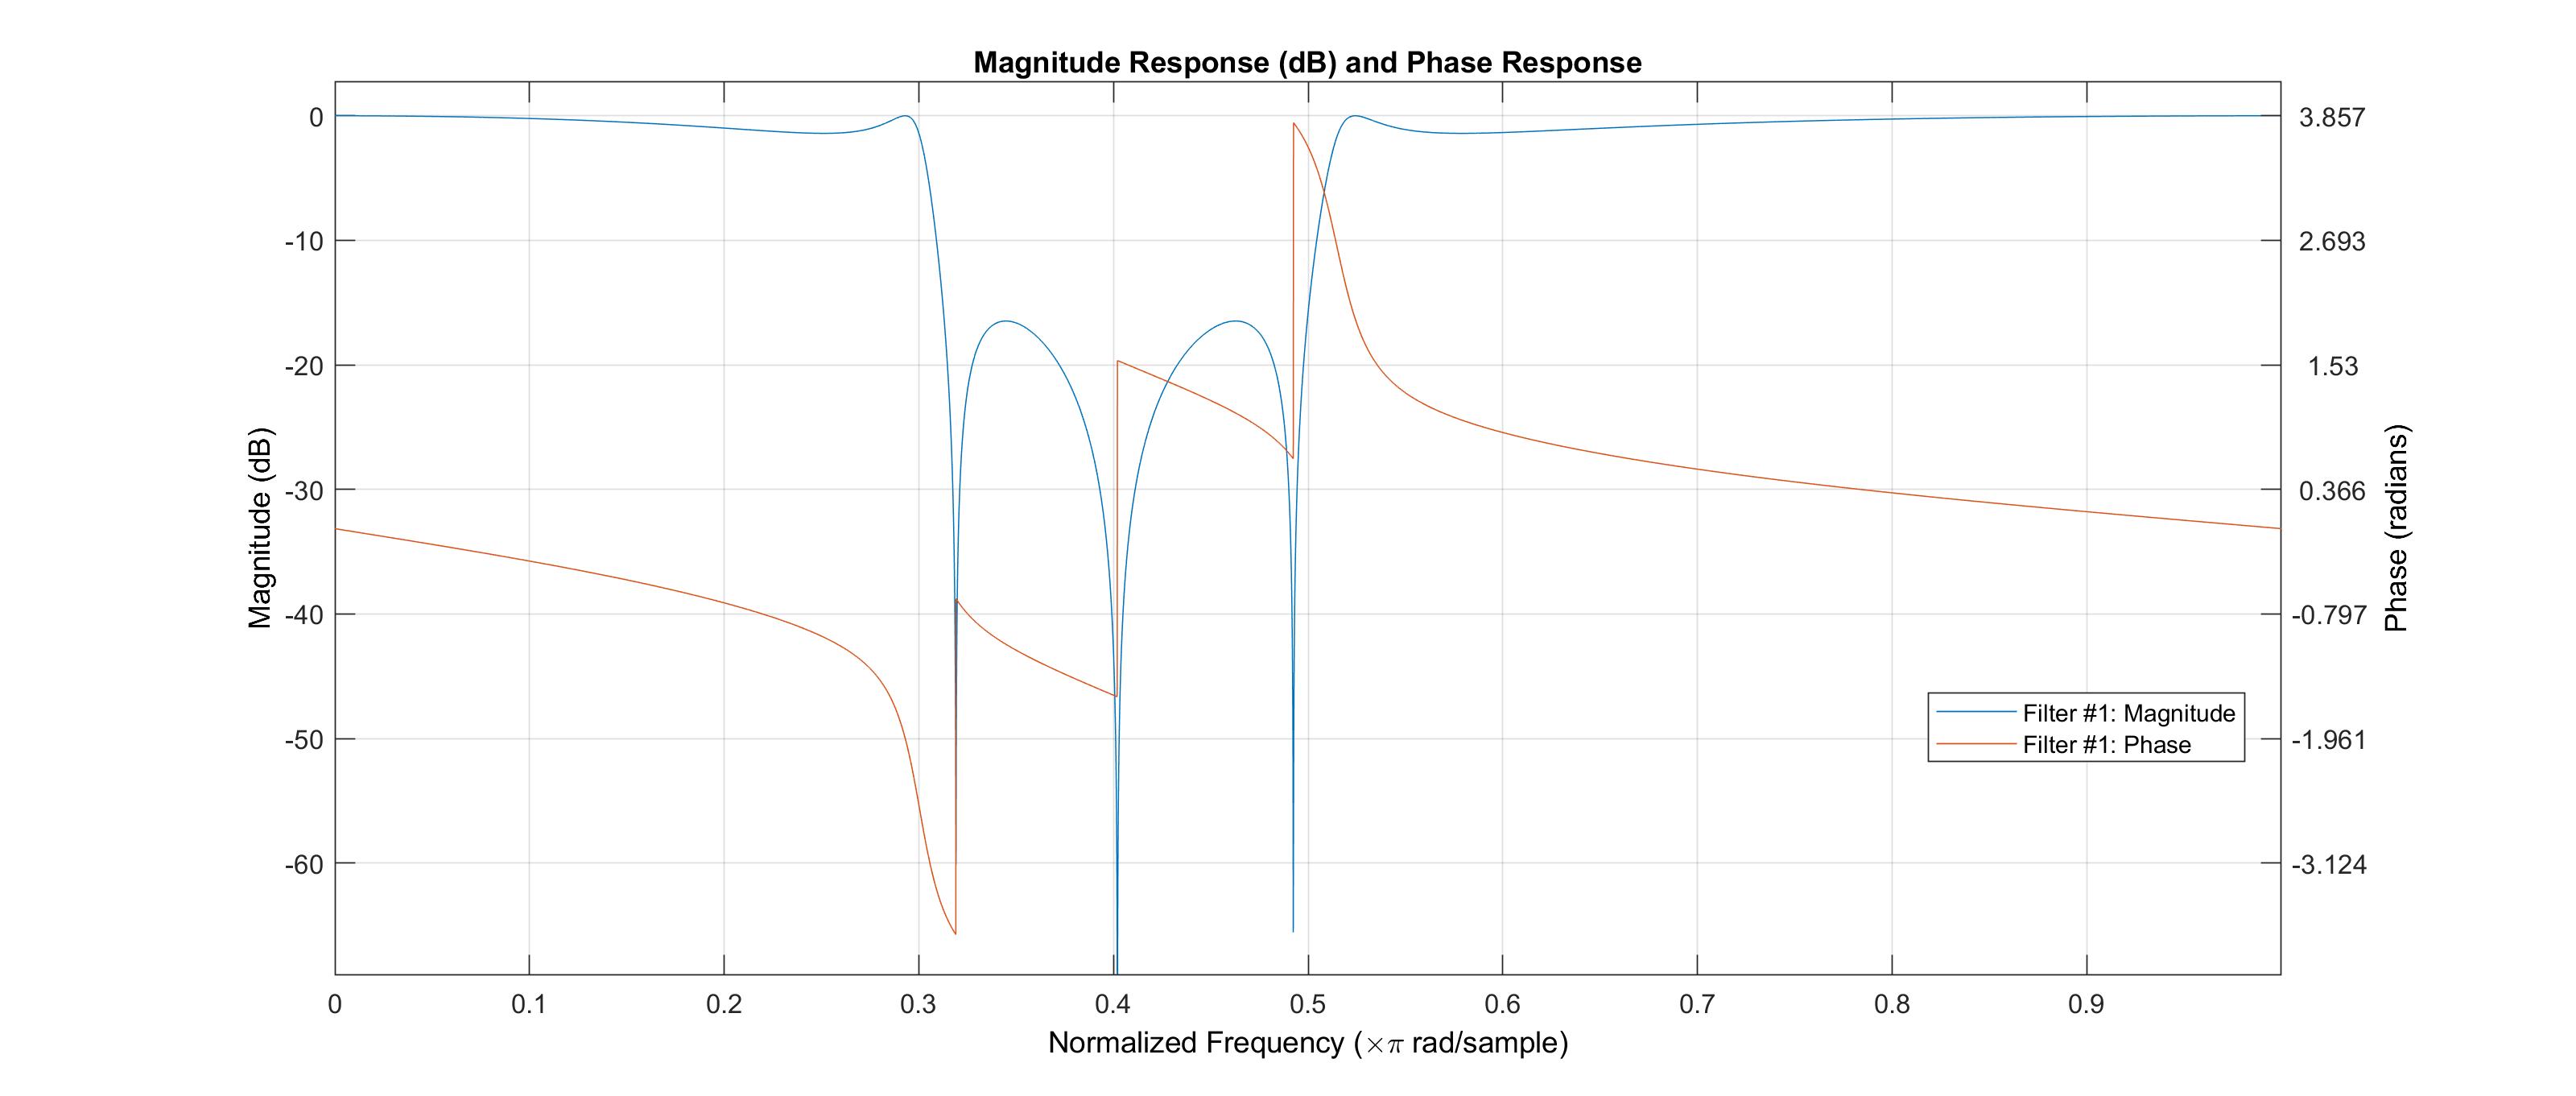 Magnitude Response (dB) and Phase Response
0
-10
-20
-30
-40
-50
-60
Magnitude (dB)
3.857
2.693
1.53
0.366
-0.797
-1.961
-3.124
Phase (radians)
Filter #1: Magnitude
Filter #1: Phase
0 0.1 0.2 0.3 0.4 0.5 0.6 0.7 0.8 0.9
Normalized Frequency (×π rad/sample)